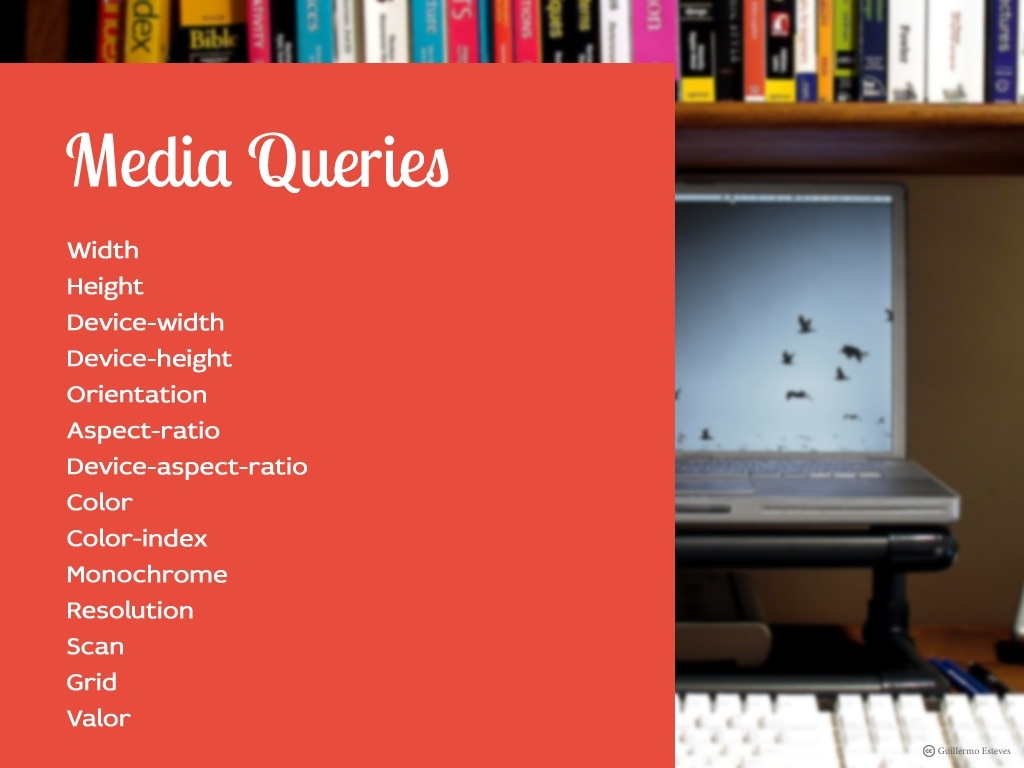 Bible
Media Queries
Width
Height
Device-width
Device-height
Orientation
Aspect-ratio
Device-aspect-ratio
Color
Color-index
Monochrome
Resolution
Scan
Grid
Valor
Guillermo Esteves